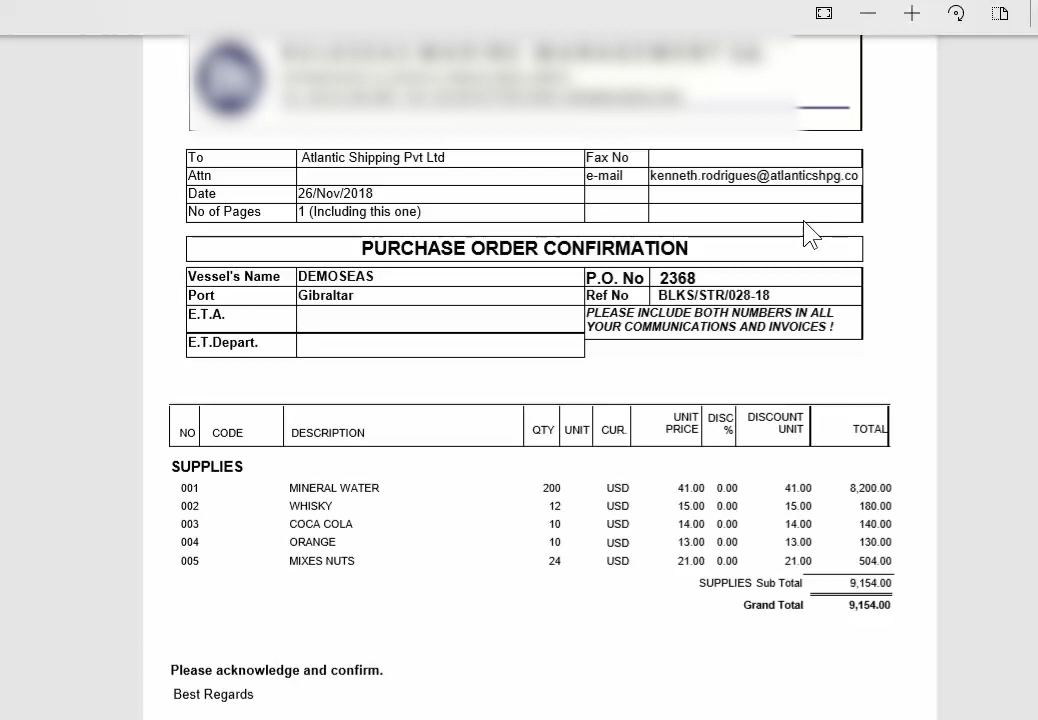 To Atlantic Shipping Pvt Ltd Fax No
Attn e-mail kenneth.rodrigues@atlanticshpg.co
Date 26/Nov/2018
No of Pages 1 (Including this one)
PURCHASE ORDER CONFIRMATION
Vessel's Name DEMOSEAS P.O. No 2368
Port Gibraltar Ref No BLKS/STR/028-18
E.T.A. PLEASE INCLUDE BOTH NUMBERS IN ALL
YOUR COMMUNICATIONS AND INVOICES !
E.T.Depart.
NO CODE DESCRIPTION QTY UNIT CUR. UNIT PRICE DISC % DISCOUNT UNIT TOTAL
SUPPLIES
001 MINERAL WATER 200 USD 41.00 0.00 41.00 8,200.00
002 WHISKY 12 USD 15.00 0.00 15.00 180.00
003 COCA COLA 10 USD 14.00 0.00 14.00 140.00
004 ORANGE 10 USD 13.00 0.00 13.00 130.00
005 MIXES NUTS 24 USD 21.00 0.00 21.00 504.00
SUPPLIES Sub Total 9,154.00
Grand Total 9,154.00
Please acknowledge and confirm.
Best Regards